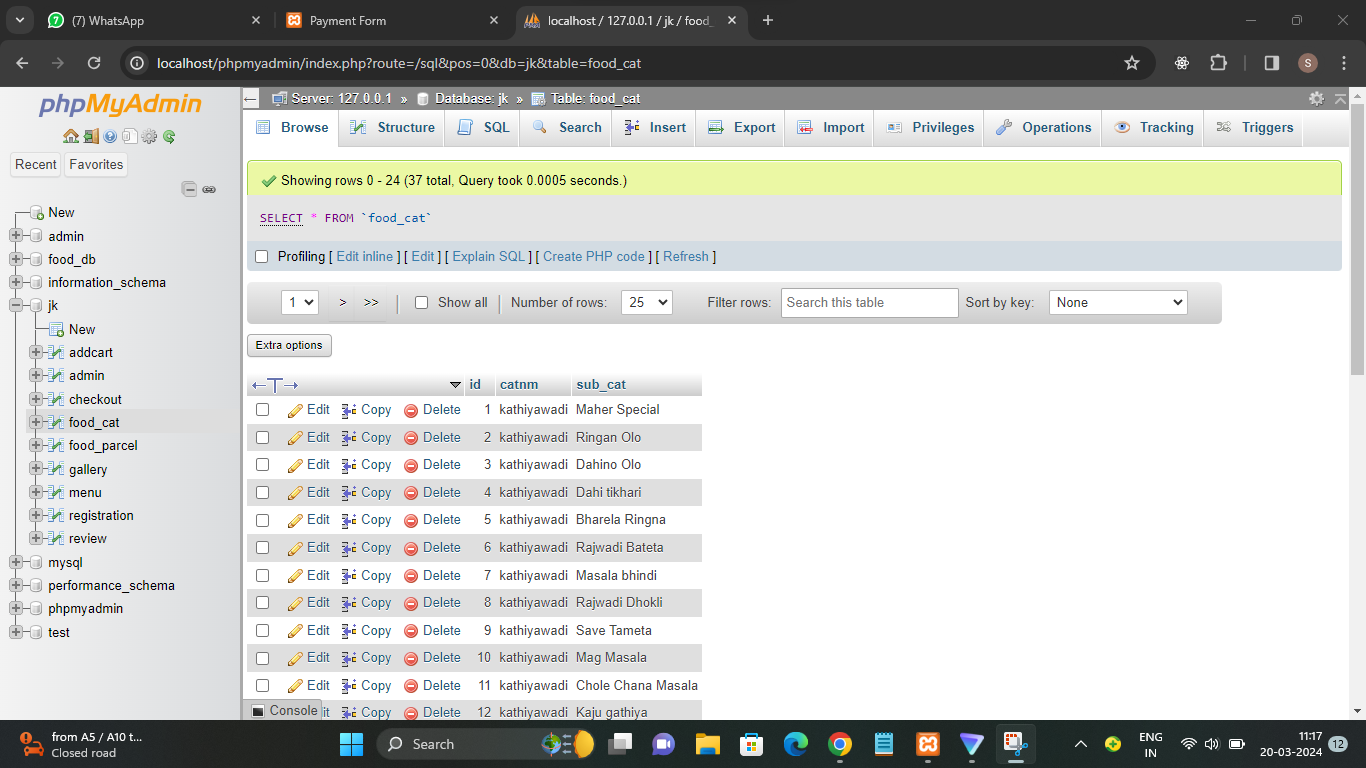 (7) WhatsApp
Payment Form
localhost / 127.0.0.1 / jk / food_
localhost/phpmyadmin/index.php?route=/sql&pos=0&db=jk&table=food_cat
S
phpMyAdmin
Recent Favorites
New
admin
food_db
information_schema
jk
New
addcart
admin
checkout
food_cat
food_parcel
gallery
menu
registration
review
mysql
performance_schema
phpmyadmin
test
Server: 127.0.0.1 » Database: jk » Table: food_cat
Browse Structure SQL Search Insert Export Import Privileges Operations Tracking Triggers
Showing rows 0 - 24 (37 total, Query took 0.0005 seconds.)
SELECT * FROM `food_cat`
Profiling [ Edit inline ] [ Edit ] [ Explain SQL ] [ Create PHP code ] [ Refresh ]
1 > >> Show all Number of rows: 25 Filter rows: Search this table Sort by key: None
Extra options
←T→ id catnm sub_cat
Edit Copy Delete 1 kathiyawadi Maher Special
Edit Copy Delete 2 kathiyawadi Ringan Olo
Edit Copy Delete 3 kathiyawadi Dahino Olo
Edit Copy Delete 4 kathiyawadi Dahi tikhari
Edit Copy Delete 5 kathiyawadi Bharela Ringna
Edit Copy Delete 6 kathiyawadi Rajwadi Bateta
Edit Copy Delete 7 kathiyawadi Masala bhindi
Edit Copy Delete 8 kathiyawadi Rajwadi Dhokli
Edit Copy Delete 9 kathiyawadi Save Tameta
Edit Copy Delete 10 kathiyawadi Mag Masala
Edit Copy Delete 11 kathiyawadi Chole Chana Masala
Console it Copy Delete 12 kathiyawadi Kaju gathiya
from A5 / A10 t...
Closed road
Search
ENG
IN
11:17
20-03-2024
12